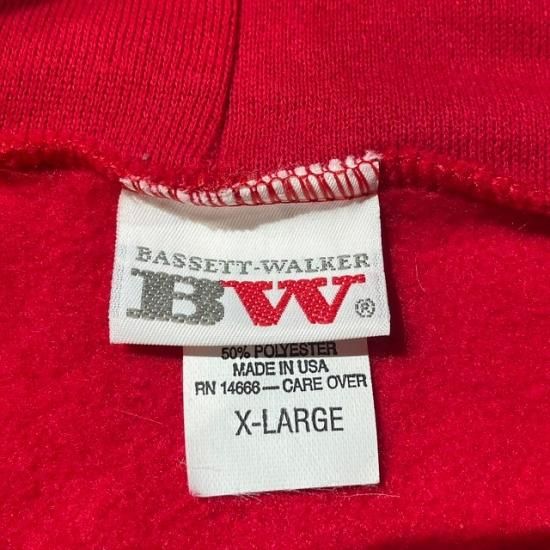 BASSETT-WALKER
BW®
50% POLYESTER
MADE IN USA
RN 14666 — CARE OVER
X-LARGE